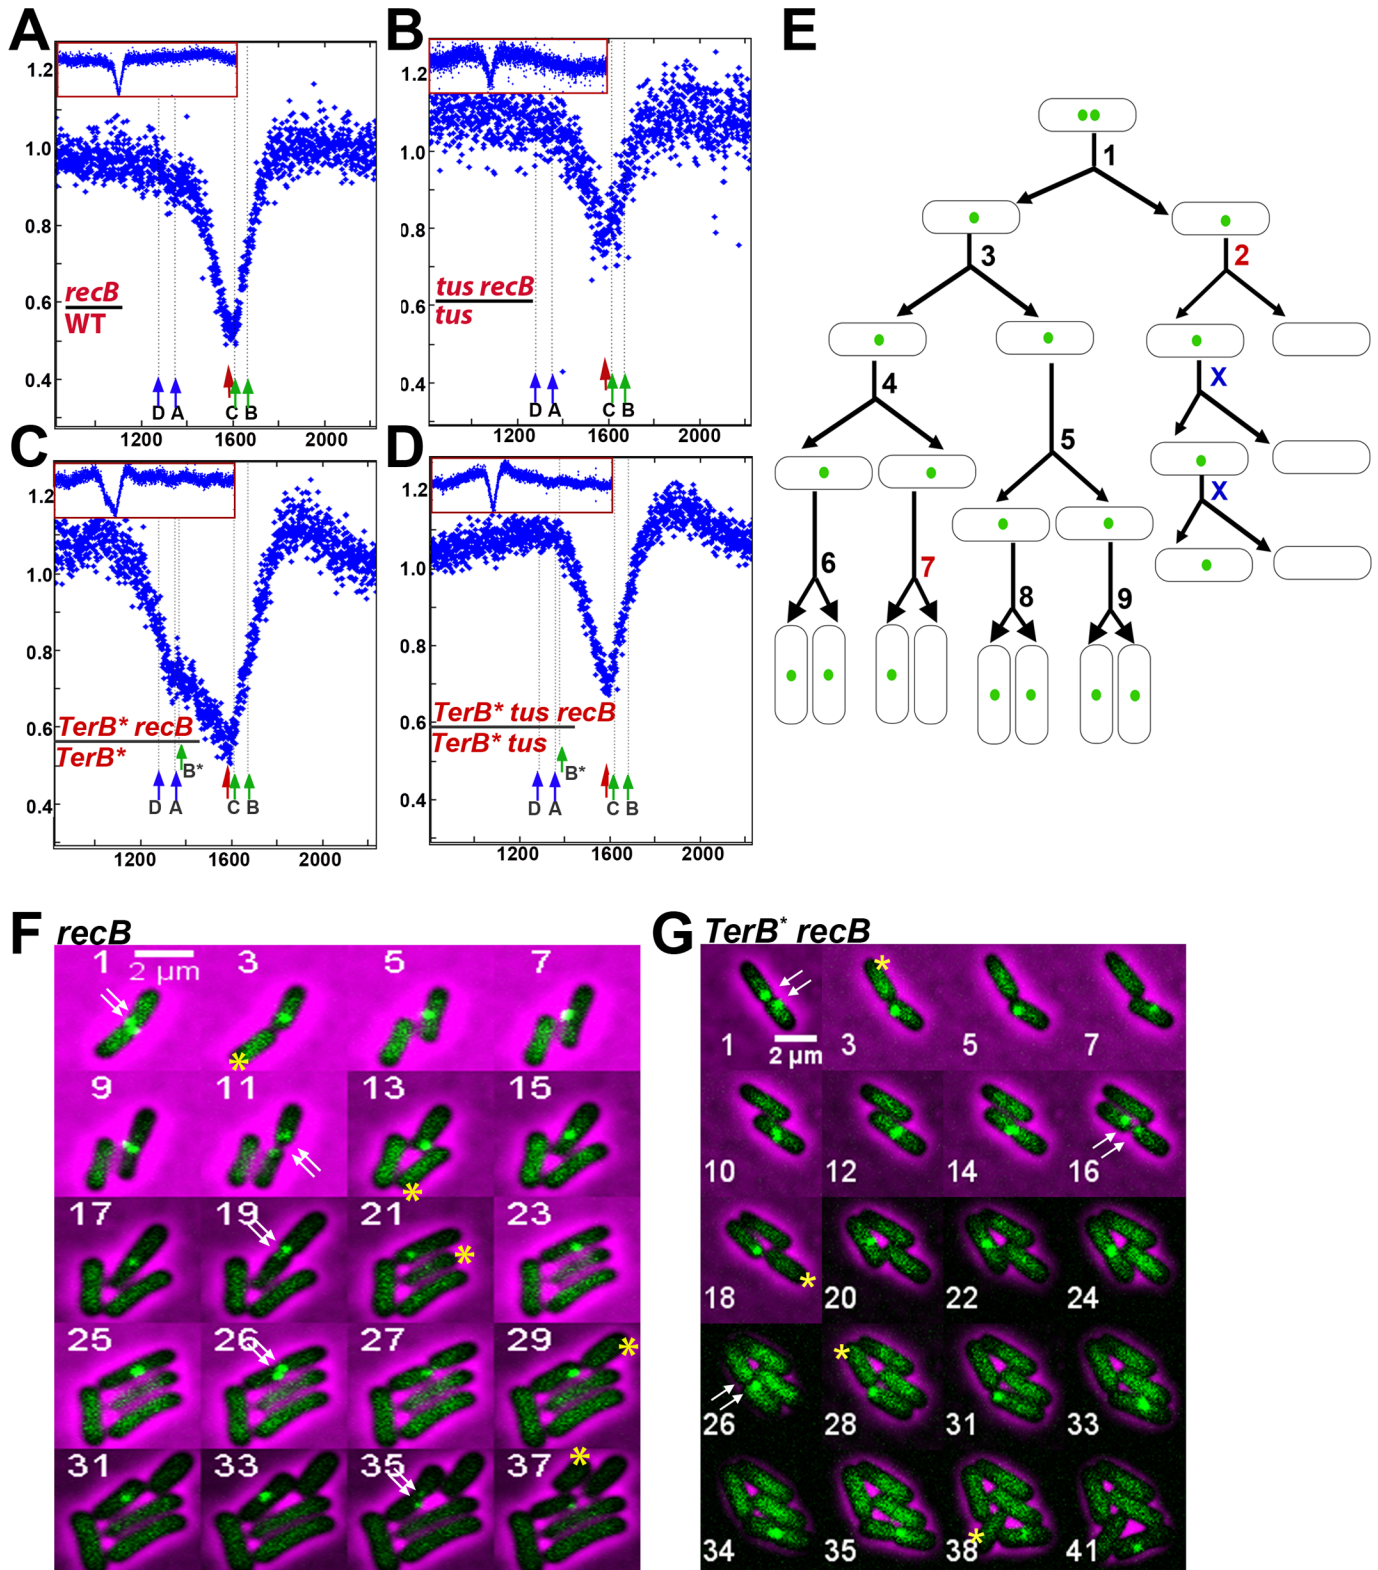 A
1.2
1.0
0.8
0.6
0.4
recB
WT
D A C B
1200 1600 2000
B
1.2
1.0
0.8
0.6
0.4
tus recB
tus
D A C B
1200 1600 2000
C
1.2
1.0
0.8
0.6
0.4
TerB* recB
TerB*
B*
D A C B
1200 1600 2000
D
1.2
1.0
0.8
0.6
0.4
TerB* tus recB
TerB* tus
B*
D A C B
1200 1600 2000
E
1
3 2
4 5 X
6 7 X
8 9
F recB
1 3 5 7
2 µm
9 11 13 15
17 19 21 23
25 26 27 29
31 33 35 37
G TerB* recB
1 3 5 7
2 µm
10 12 14 16
18 20 22 24
26 28 31 33
34 35 38 41